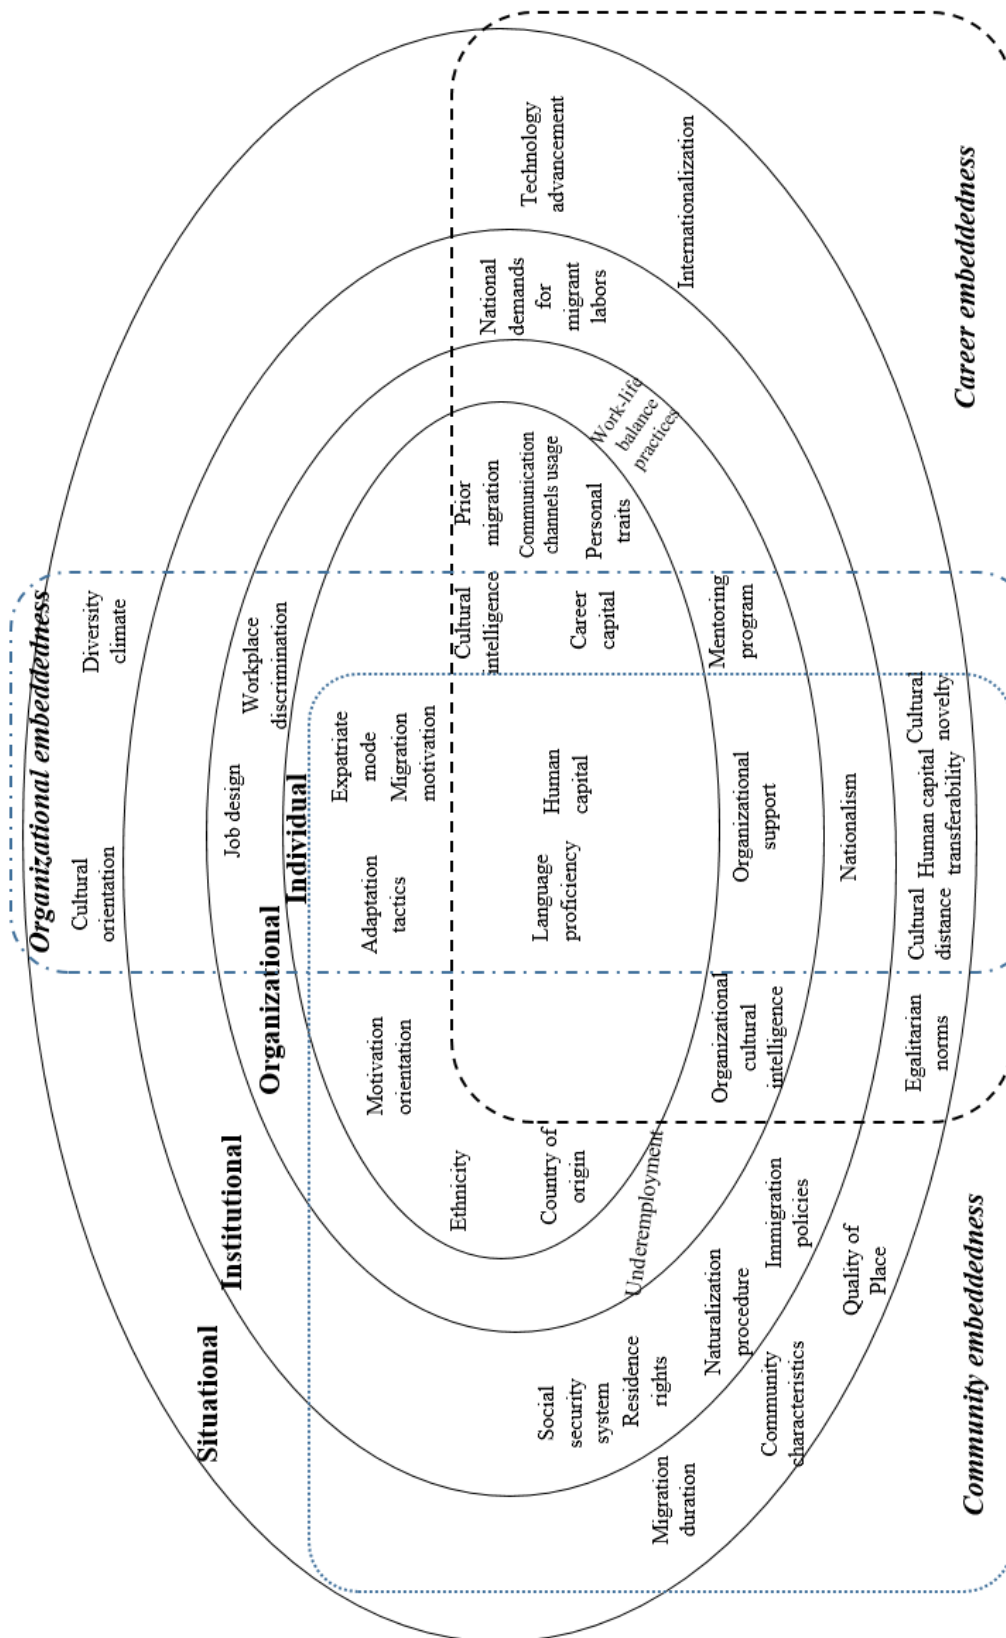 Organizational embeddedness
Cultural
orientation
Diversity
climate
Situational
Institutional
Organizational
Individual
Job design
Workplace
discrimination
Expatriate
mode
Migration
motivation
Adaptation
tactics
Motivation
orientation
Ethnicity
Country of
origin
Language
proficiency
Human
capital
Cultural
intelligence
Career
capital
Prior
migration
Communication
channels usage
Personal
traits
Work-life
balance
practices
National
demands
for
migrant
labors
Technology
advancement
Internationalization
Underemployment
Organizational
cultural
intelligence
Organizational
support
Mentoring
program
Social
security
system
Residence
rights
Naturalization
procedure
Immigration
policies
Nationalism
Migration
duration
Community
characteristics
Quality of
Place
Egalitarian
norms
Cultural
distance
Human capital
transferability
Cultural
novelty
Community embeddedness
Career embeddedness